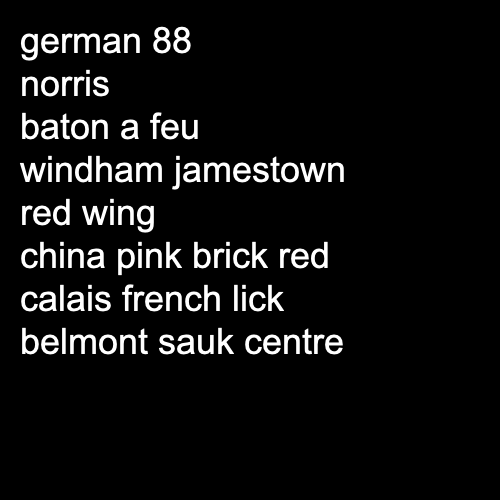 german 88
norris
baton a feu
windham jamestown
red wing
china pink brick red
calais french lick
belmont sauk centre